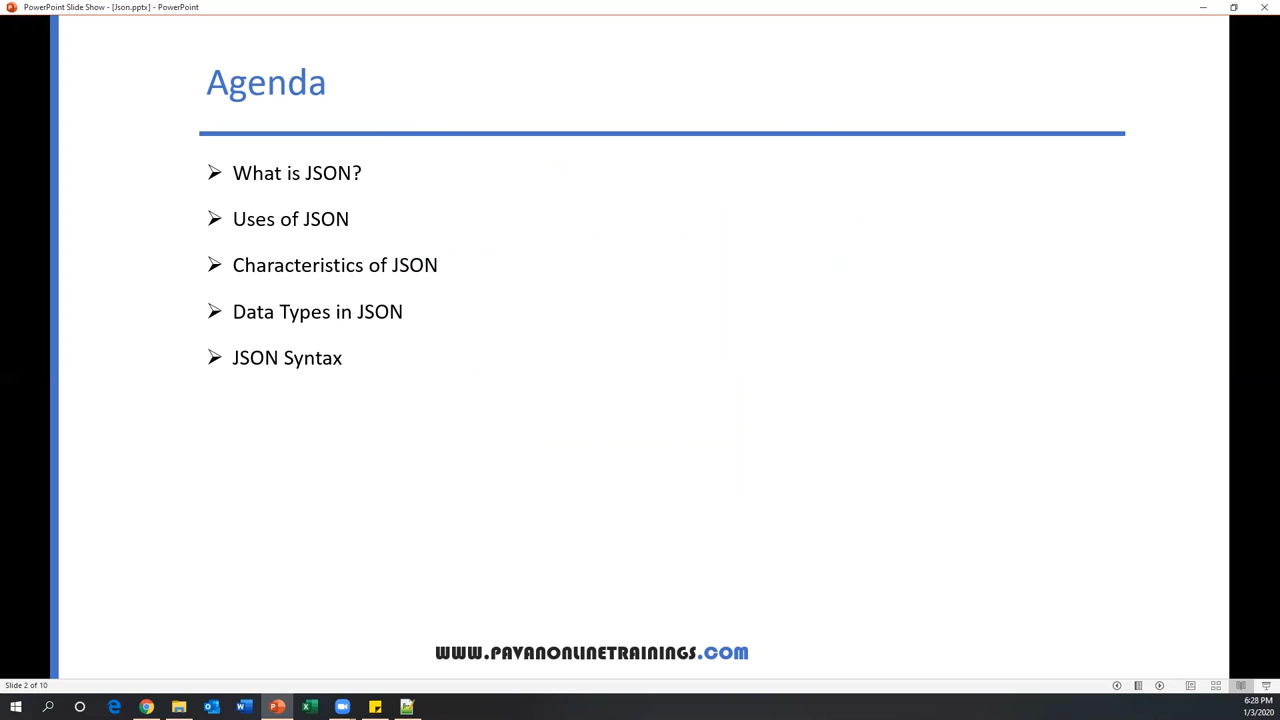 PowerPoint Slide Show - [Json.pptx] - PowerPoint
Agenda
What is JSON?
Uses of JSON
Characteristics of JSON
Data Types in JSON
JSON Syntax
WWW.PAVANONLINETRAININGS.COM
Slide 2 of 10
6:28 PM
1/3/2020